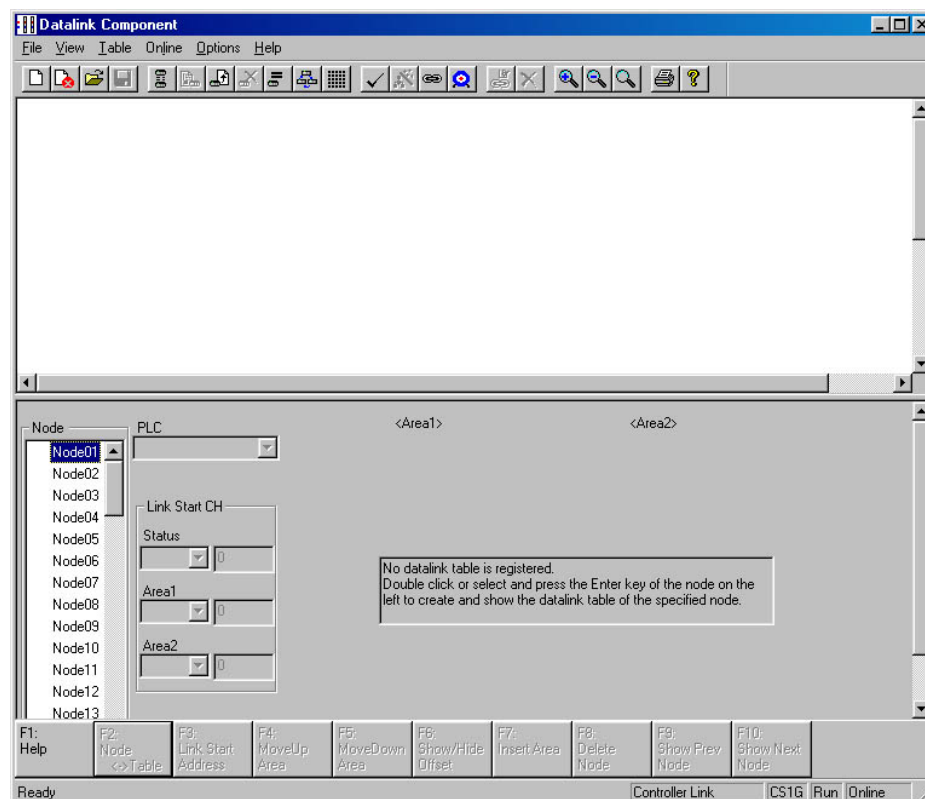 Datalink Component
File View Table Online Options Help
<Area1> <Area2>
Node
Node01
Node02
Node03
Node04
Node05
Node06
Node07
Node08
Node09
Node10
Node11
Node12
Node13
PLC
Link Start CH
Status
0
Area1
0
Area2
0
No datalink table is registered.
Double click or select and press the Enter key of the node on the
left to create and show the datalink table of the specified node.
F1:
Help
F2:
Node
<->Table
F3:
Link Start
Address
F4:
MoveUp
Area
F5:
MoveDown
Area
F6:
Show/Hide
Offset
F7:
Insert Area
F8:
Delete
Node
F9:
Show Prev
Node
F10:
Show Next
Node
Ready Controller Link CS1G Run Online